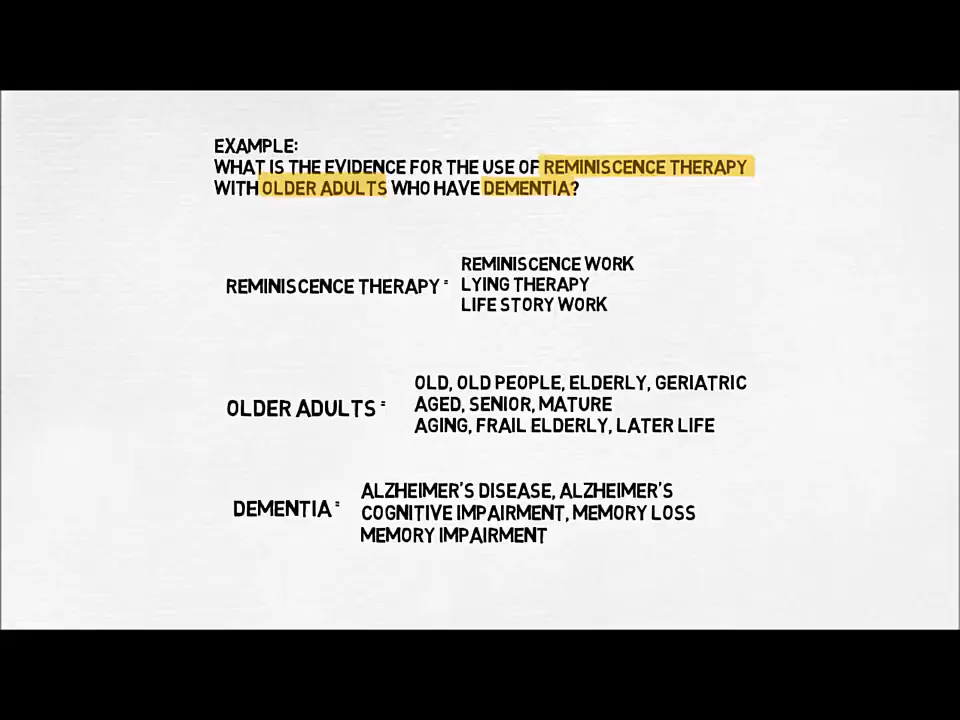 EXAMPLE:
WHAT IS THE EVIDENCE FOR THE USE OF REMINISCENCE THERAPY
WITH OLDER ADULTS WHO HAVE DEMENTIA?
REMINISCENCE THERAPY =
REMINISCENCE WORK
LYING THERAPY
LIFE STORY WORK
OLDER ADULTS =
OLD, OLD PEOPLE, ELDERLY, GERIATRIC
AGED, SENIOR, MATURE
AGING, FRAIL ELDERLY, LATER LIFE
DEMENTIA =
ALZHEIMER'S DISEASE, ALZHEIMER'S
COGNITIVE IMPAIRMENT, MEMORY LOSS
MEMORY IMPAIRMENT